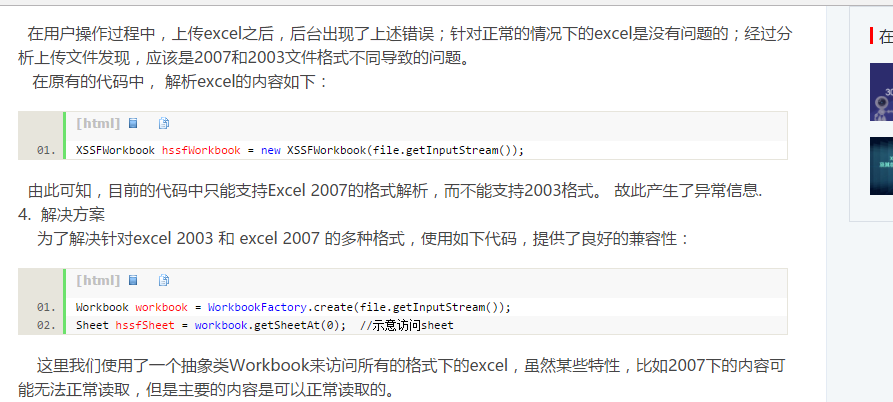 在用户操作过程中，上传excel之后，后台出现了上述错误；针对正常的情况下的excel是没有问题的；经过分
析上传文件发现，应该是2007和2003文件格式不同导致的问题。
在原有的代码中， 解析excel的内容如下：
[html]
01. XSSFWorkbook hssfWorkbook = new XSSFWorkbook(file.getInputStream());
由此可知，目前的代码中只能支持Excel 2007的格式解析，而不能支持2003格式。 故此产生了异常信息.
4. 解决方案
为了解决针对excel 2003 和 excel 2007 的多种格式，使用如下代码，提供了良好的兼容性：
[html]
01. Workbook workbook = WorkbookFactory.create(file.getInputStream());
02. Sheet hssfSheet = workbook.getSheetAt(0);  //示意访问sheet
这里我们使用了一个抽象类Workbook来访问所有的格式下的excel，虽然某些特性，比如2007下的内容可
能无法正常读取，但是主要的内容是可以正常读取的。
在